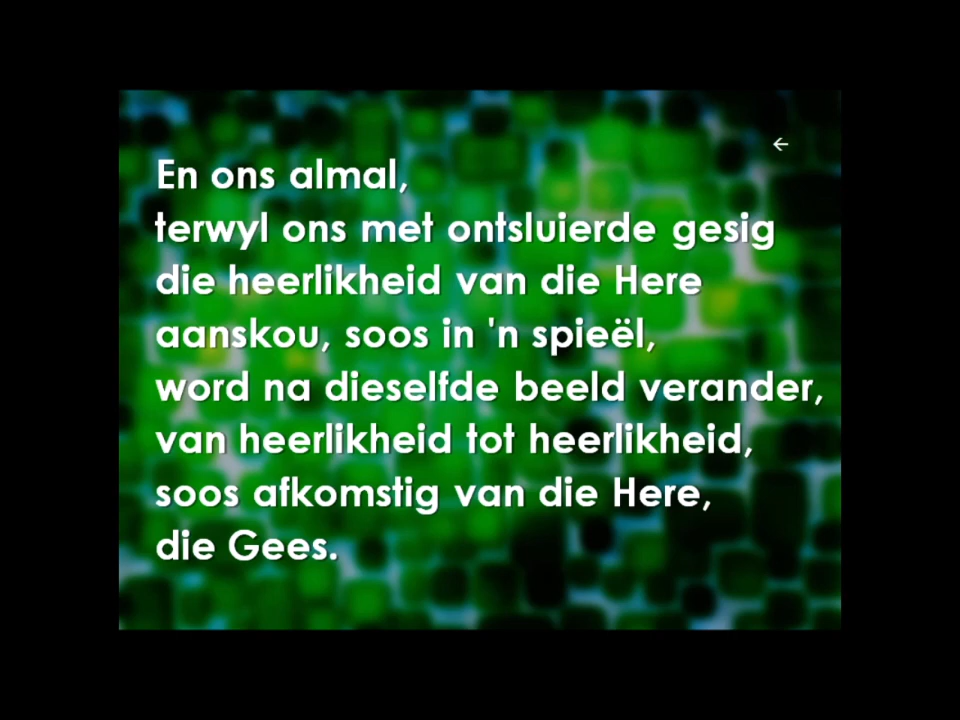 En ons almal,
terwyl ons met ontsluierde gesig
die heerlikheid van die Here
aanskou, soos in 'n spieël,
word na dieselfde beeld verander,
van heerlikheid tot heerlikheid,
soos afkomstig van die Here,
die Gees.